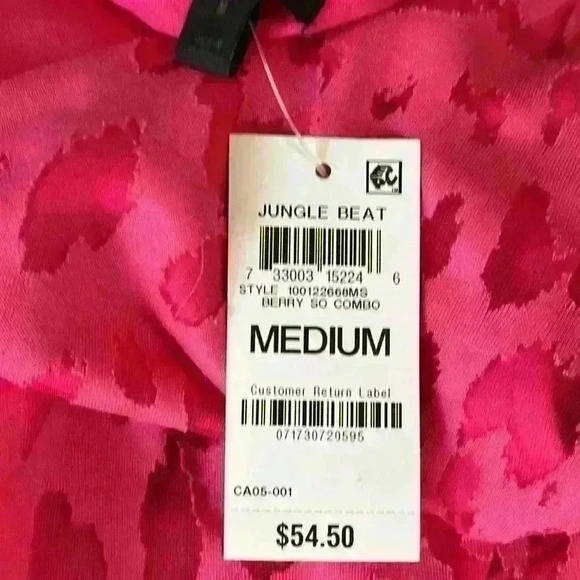 JUNGLE BEAT
7 33003 15224 6
STYLE 100122668MS
BERRY SO COMBO
MEDIUM
Customer Return Label
071730729595
CA05-001
$54.50